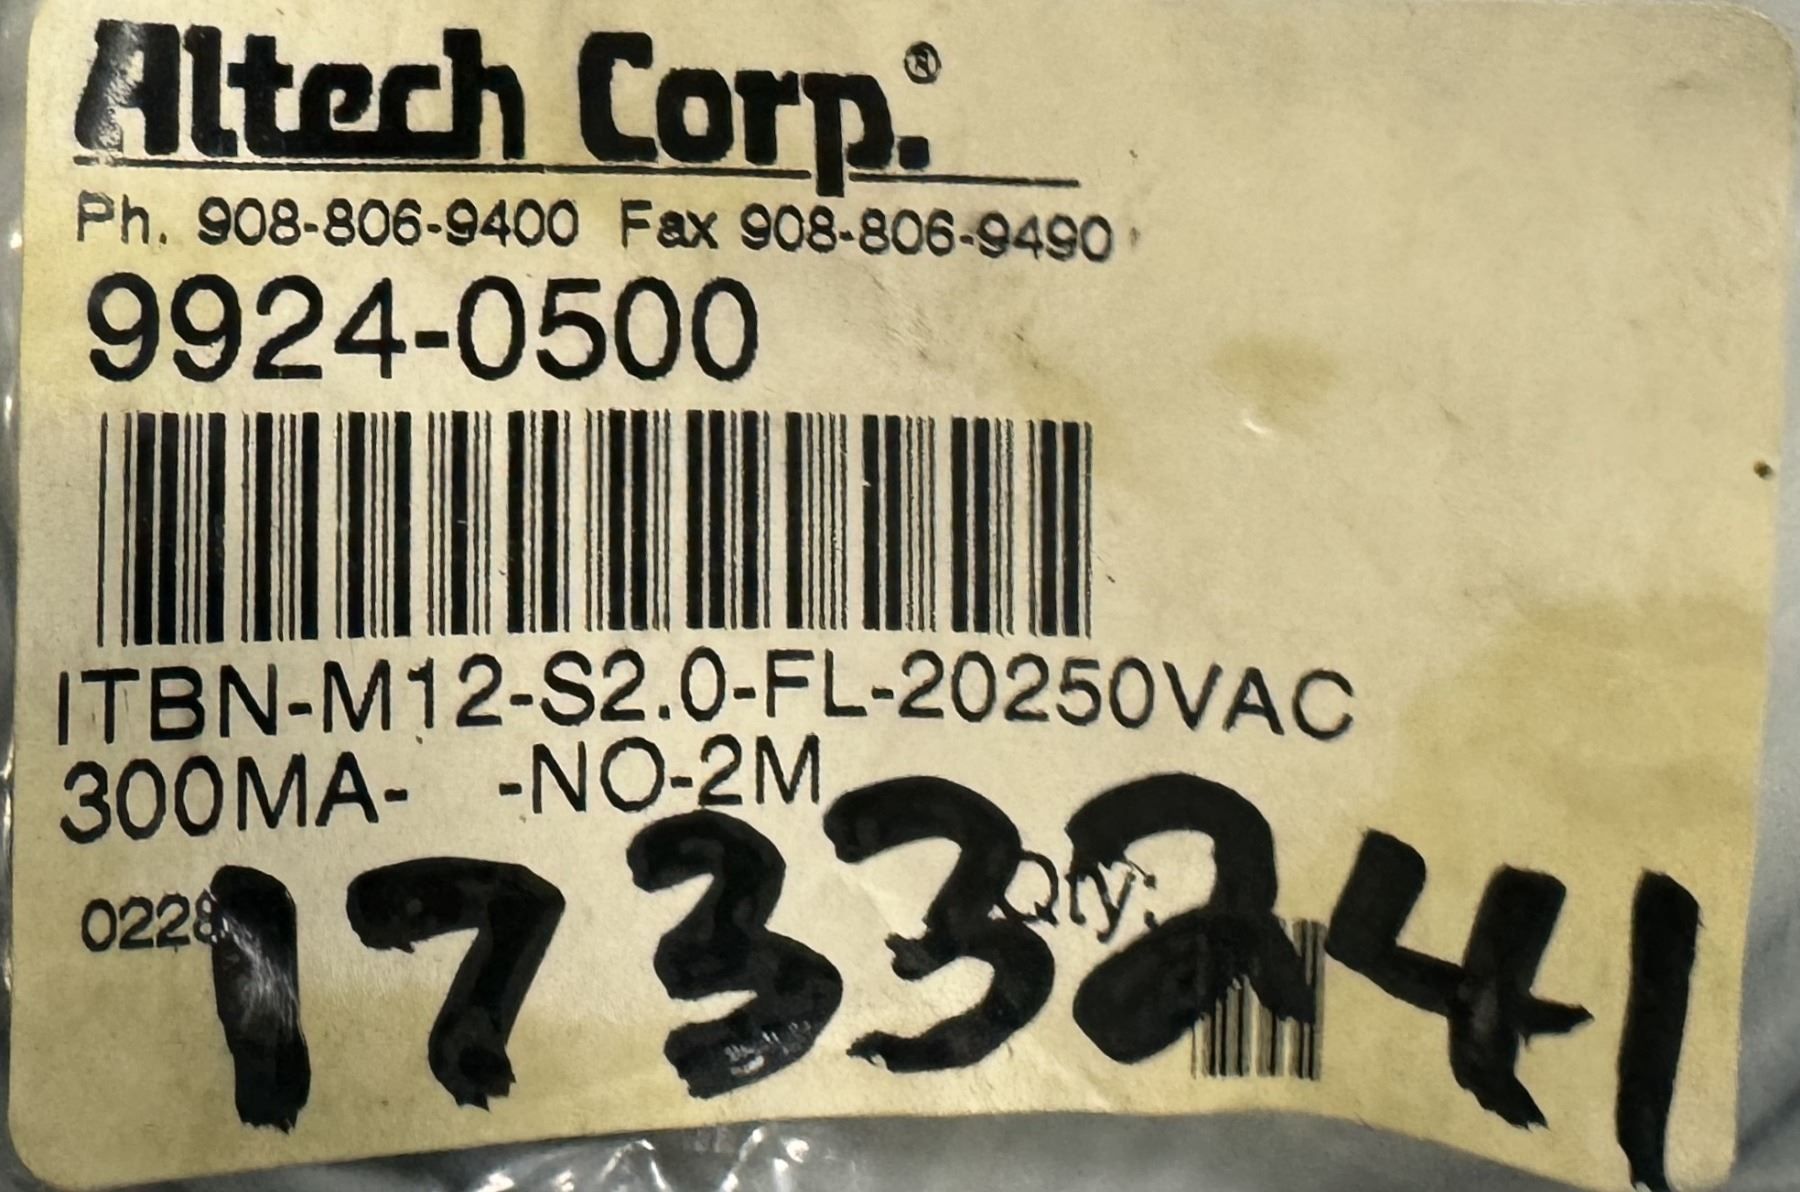 Altech Corp.®
Ph. 908-806-9400 Fax 908-806-9490
9924-0500
ITBN-M12-S2.0-FL-20250VAC
300MA- -NO-2M
0228 Qty:
1733241